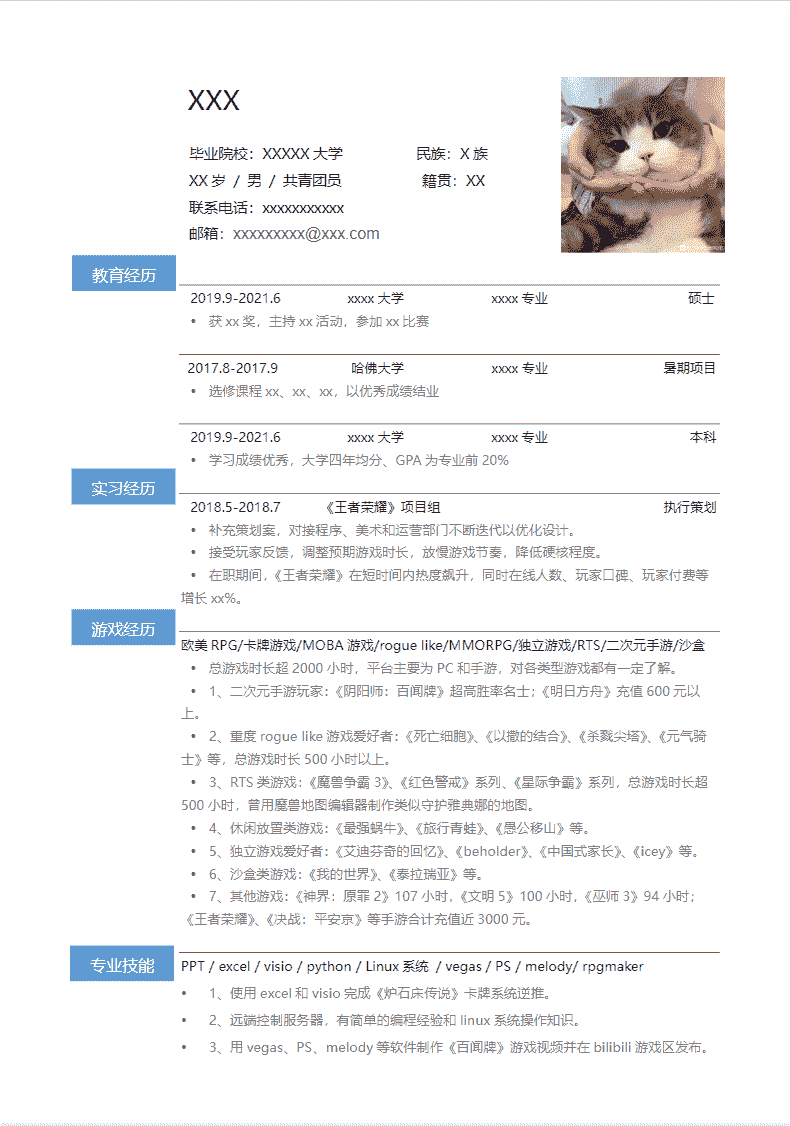 XXX
毕业院校：XXXXX 大学 民族：X 族
XX 岁 / 男 / 共青团员 籍贯：XX
联系电话：xxxxxxxxxxx
邮箱：xxxxxxxxx@xxx.com
教育经历
2019.9-2021.6 xxxx 大学 xxxx 专业 硕士
• 获 xx 奖，主持 xx 活动，参加 xx 比赛
2017.8-2017.9 哈佛大学 xxxx 专业 暑期项目
• 选修课程 xx、xx、xx，以优秀成绩结业
2019.9-2021.6 xxxx 大学 xxxx 专业 本科
• 学习成绩优秀，大学四年均分、GPA 为专业前 20%
实习经历
2018.5-2018.7 《王者荣耀》项目组 执行策划
• 补充策划案，对接程序、美术和运营部门不断迭代以优化设计。
• 接受玩家反馈，调整预期游戏时长，放慢游戏节奏，降低硬核程度。
• 在职期间，《王者荣耀》在短时间内热度飙升，同时在线人数、玩家口碑、玩家付费等
增长 xx%。
游戏经历
欧美 RPG/卡牌游戏/MOBA 游戏/rogue like/MMORPG/独立游戏/RTS/二次元手游/沙盒
• 总游戏时长超 2000 小时，平台主要为 PC 和手游，对各类型游戏都有一定了解。
• 1、二次元手游玩家：《阴阳师：百闻牌》超高胜率名士；《明日方舟》充值 600 元以
上。
• 2、重度 rogue like 游戏爱好者：《死亡细胞》、《以撒的结合》、《杀戮尖塔》、《元气骑
士》等，总游戏时长 500 小时以上。
• 3、RTS 类游戏：《魔兽争霸 3》、《红色警戒》系列、《星际争霸》系列，总游戏时长超
500 小时，曾用魔兽地图编辑器制作类似守护雅典娜的地图。
• 4、休闲放置类游戏：《最强蜗牛》、《旅行青蛙》、《愚公移山》等。
• 5、独立游戏爱好者：《艾迪芬奇的回忆》、《beholder》、《中国式家长》、《icey》等。
• 6、沙盒类游戏：《我的世界》、《泰拉瑞亚》等。
• 7、其他游戏：《神界：原罪 2》107 小时，《文明 5》100 小时，《巫师 3》94 小时；
《王者荣耀》、《决战：平安京》等手游合计充值近 3000 元。
专业技能
PPT / excel / visio / python / Linux 系统 / vegas / PS / melody/ rpgmaker
• 1、使用 excel 和 visio 完成《炉石床传说》卡牌系统逆推。
• 2、远端控制服务器，有简单的编程经验和 linux 系统操作知识。
• 3、用 vegas、PS、melody 等软件制作《百闻牌》游戏视频并在 bilibili 游戏区发布。